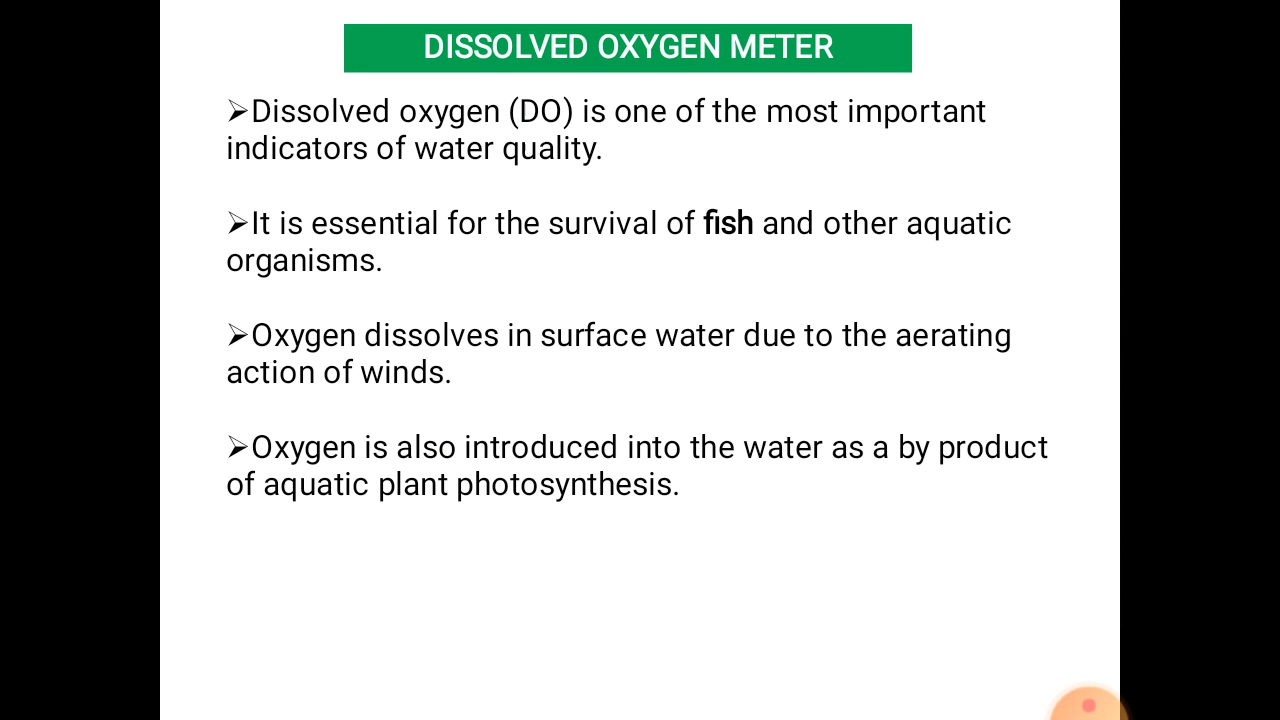 DISSOLVED OXYGEN METER
➢Dissolved oxygen (DO) is one of the most important
indicators of water quality.
➢It is essential for the survival of fish and other aquatic
organisms.
➢Oxygen dissolves in surface water due to the aerating
action of winds.
➢Oxygen is also introduced into the water as a by product
of aquatic plant photosynthesis.